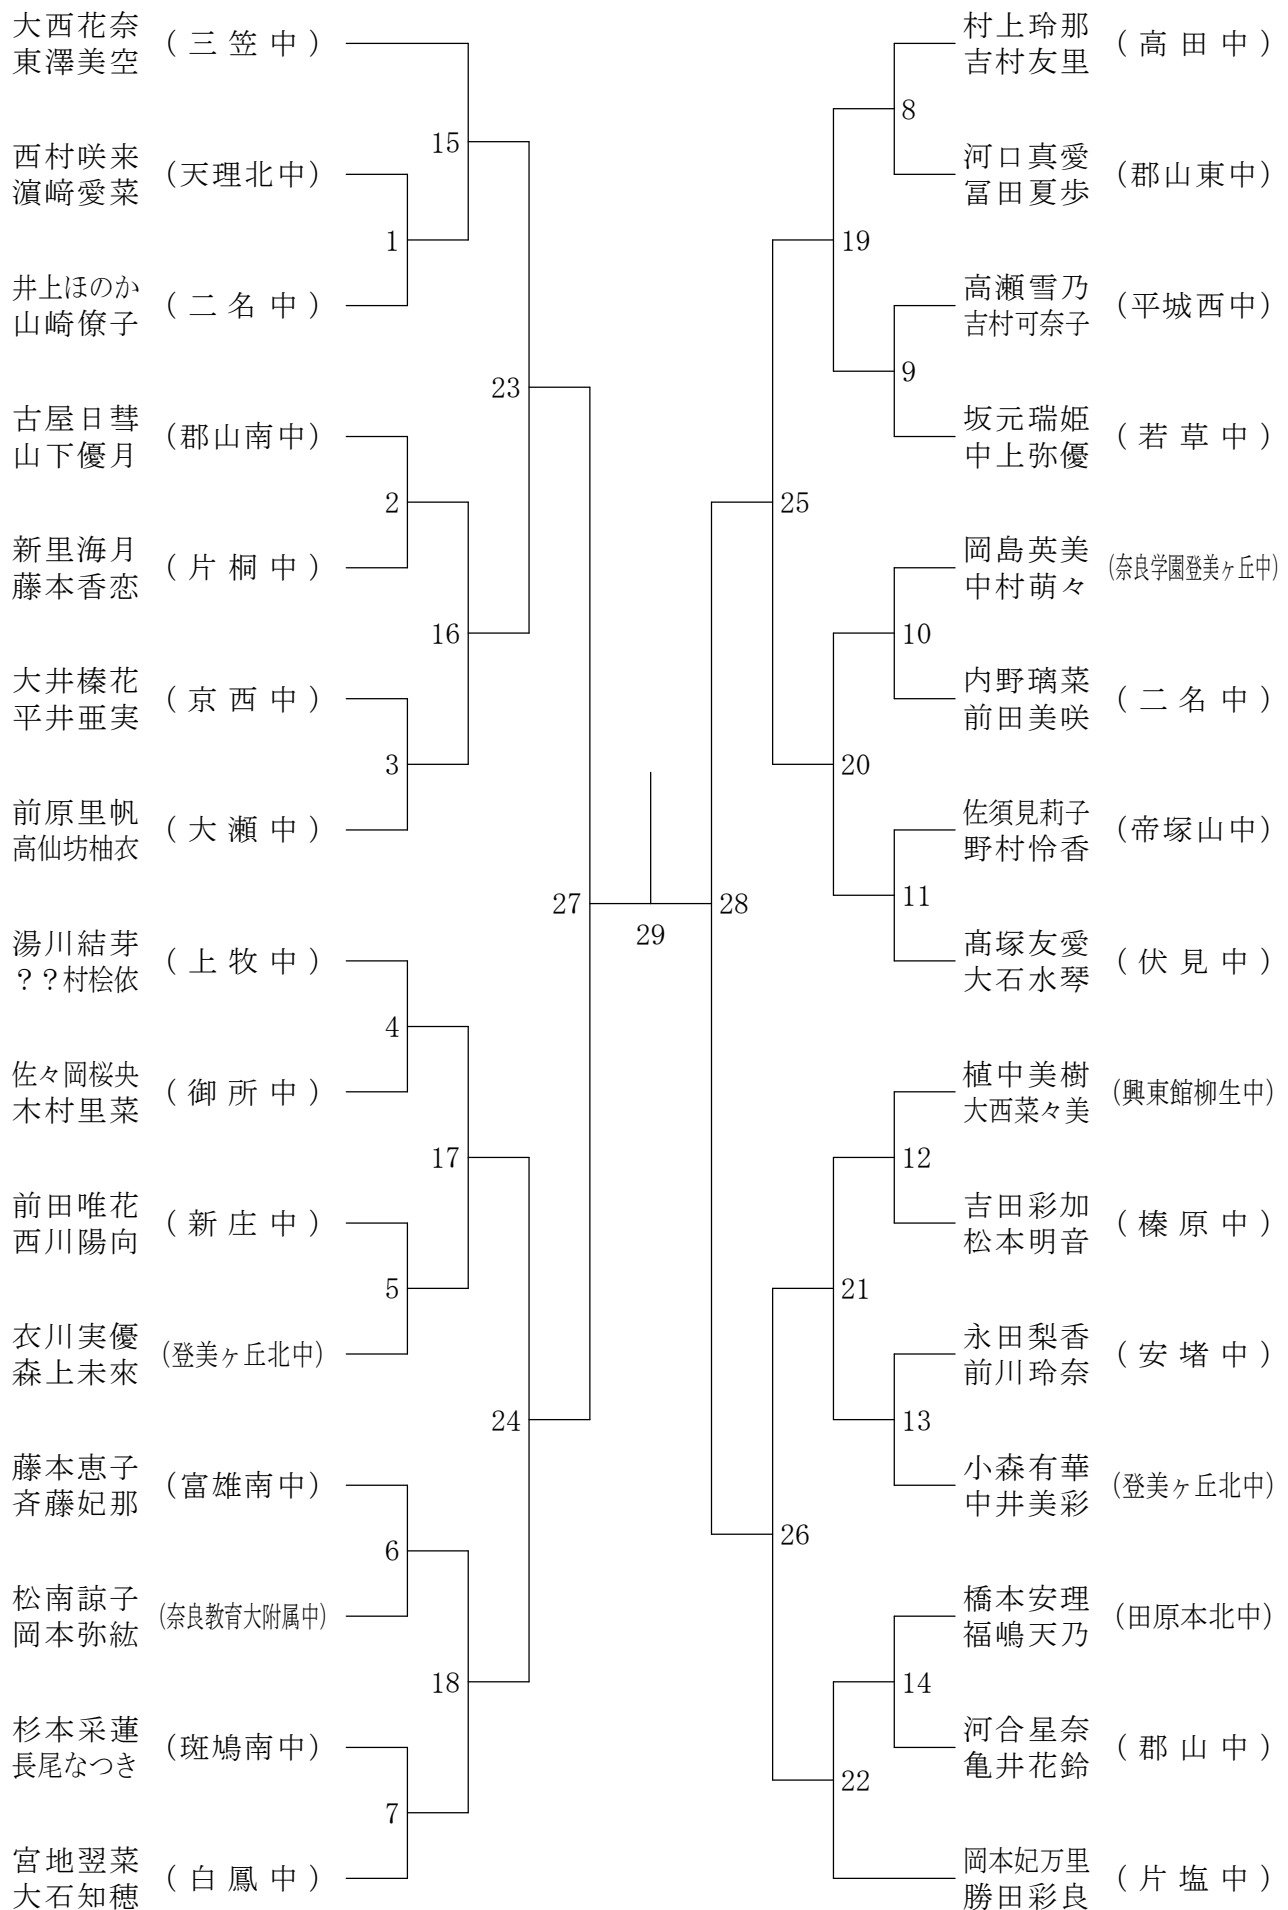 大西花奈
東澤美空
(三笠中)
西村咲来
濵﨑愛菜
(天理北中)
井上ほのか
山崎僚子
(二名中)
古屋日彗
山下優月
(郡山南中)
新里海月
藤本香恋
(片桐中)
大井榛花
平井亜実
(京西中)
前原里帆
高仙坊柚衣
(大瀬中)
湯川結芽
??村桧依
(上牧中)
佐々岡桜央
木村里菜
(御所中)
前田唯花
西川陽向
(新庄中)
衣川実優
森上未來
(登美ヶ丘北中)
藤本恵子
斉藤妃那
(富雄南中)
松南諒子
岡本弥紘
(奈良教育大附属中)
杉本采蓮
長尾なつき
(斑鳩南中)
宮地翌菜
大石知穂
(白鳳中)
15
1
23
2
16
3
27
4
17
5
24
6
18
7
29
28
8
19
9
25
10
20
11
12
21
13
26
14
22
村上玲那
吉村友里
(高田中)
河口真愛
冨田夏歩
(郡山東中)
高瀬雪乃
吉村可奈子
(平城西中)
坂元瑞姫
中上弥優
(若草中)
岡島英美
中村萌々
(奈良学園登美ヶ丘中)
内野璃菜
前田美咲
(二名中)
佐須見莉子
野村怜香
(帝塚山中)
髙塚友愛
大石水琴
(伏見中)
植中美樹
大西菜々美
(興東館柳生中)
吉田彩加
松本明音
(榛原中)
永田梨香
前川玲奈
(安堵中)
小森有華
中井美彩
(登美ヶ丘北中)
橋本安理
福嶋天乃
(田原本北中)
河合星奈
亀井花鈴
(郡山中)
岡本妃万里
勝田彩良
(片塩中)